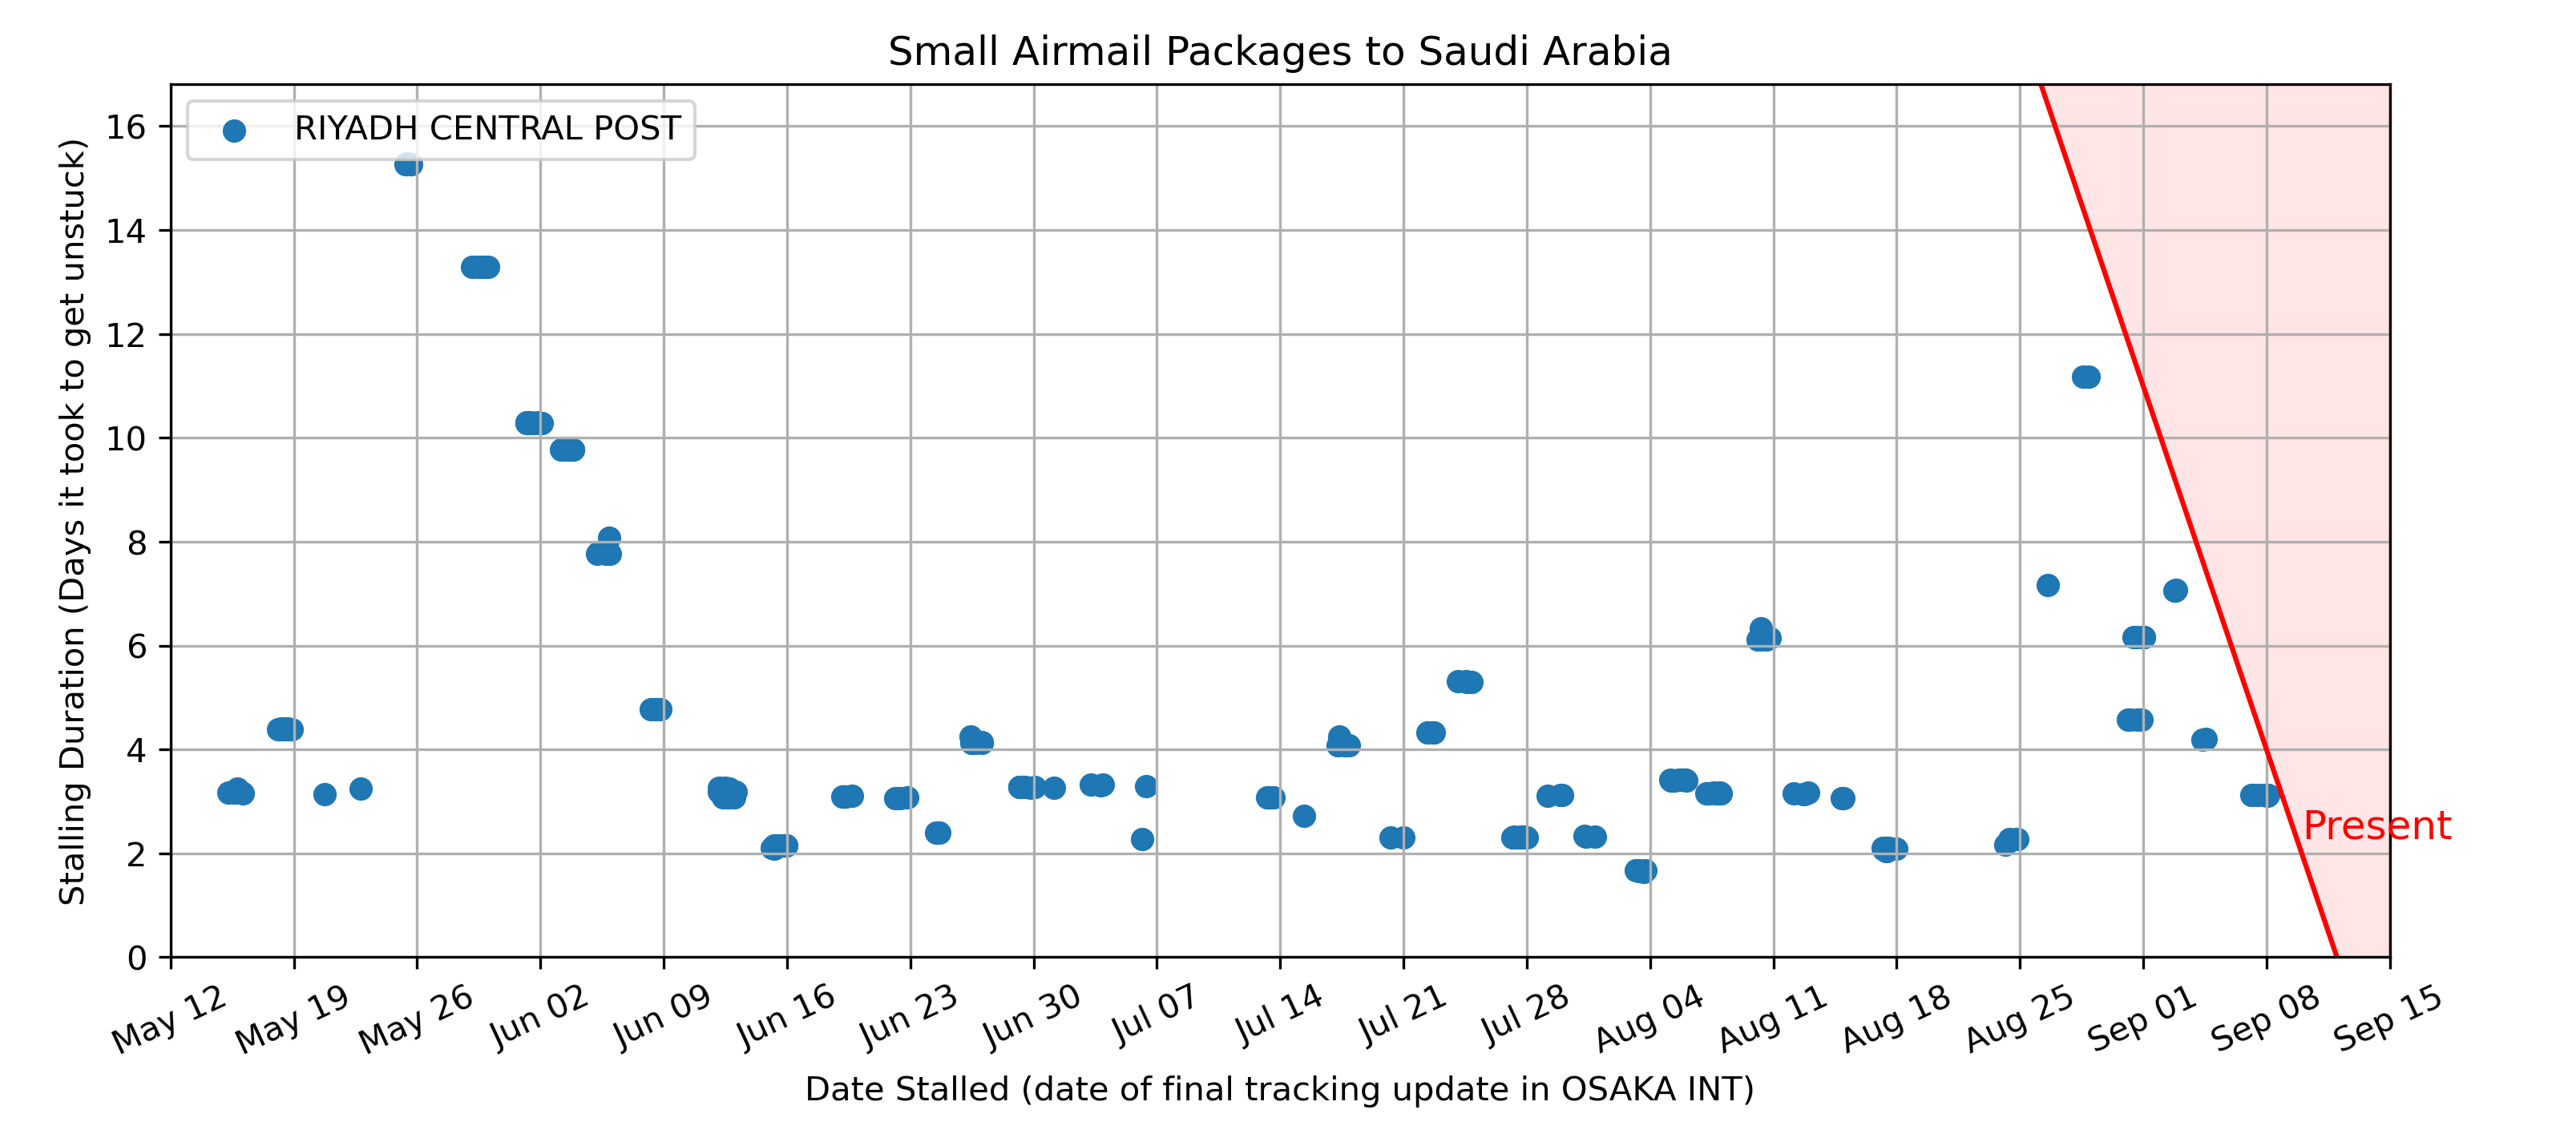 Small Airmail Packages to Saudi Arabia
RIYADH CENTRAL POST
Stalling Duration (Days it took to get unstuck)
16
14
12
10
8
6
4
2
0
Present
May 12
May 19
May 26
Jun 02
Jun 09
Jun 16
Jun 23
Jun 30
Jul 07
Jul 14
Jul 21
Jul 28
Aug 04
Aug 11
Aug 18
Aug 25
Sep 01
Sep 08
Sep 15
Date Stalled (date of final tracking update in OSAKA INT)